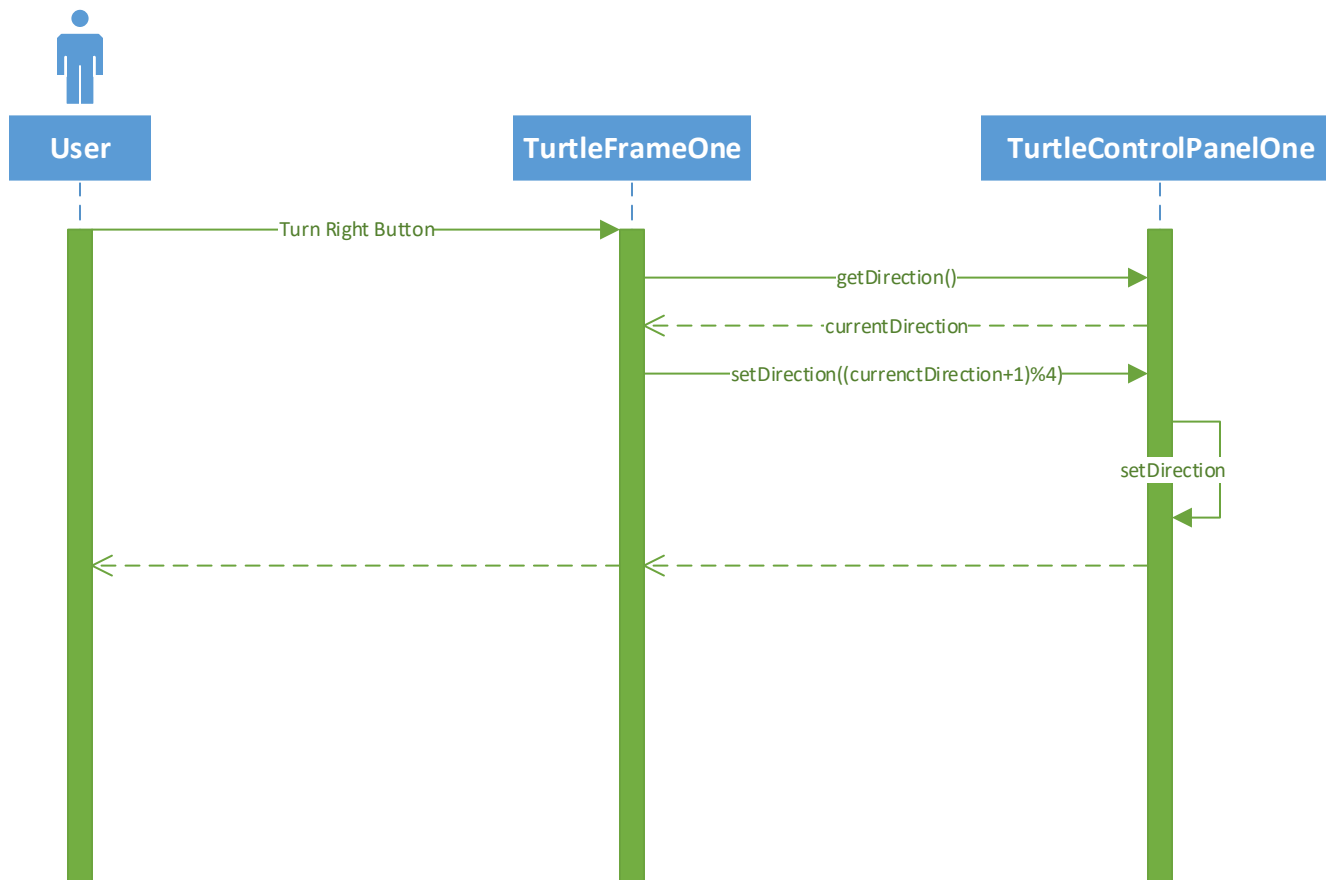 User
TurtleFrameOne
TurtleControlPanelOne
Turn Right Button
getDirection()
currentDirection
setDirection((currenctDirection+1)%4)
setDirection